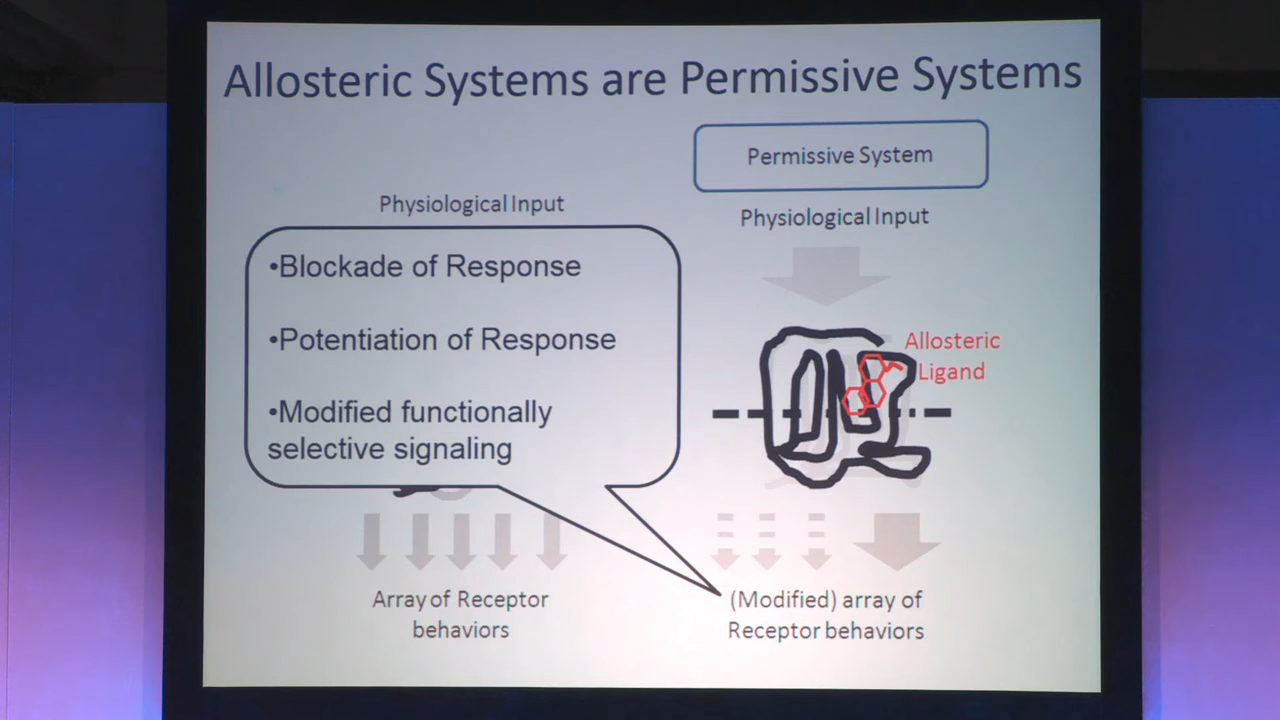 Allosteric Systems are Permissive Systems
Permissive System
Physiological Input
Physiological Input
•Blockade of Response
•Potentiation of Response
•Modified functionally
selective signaling
Allosteric
Ligand
Array of Receptor
behaviors
(Modified) array of
Receptor behaviors